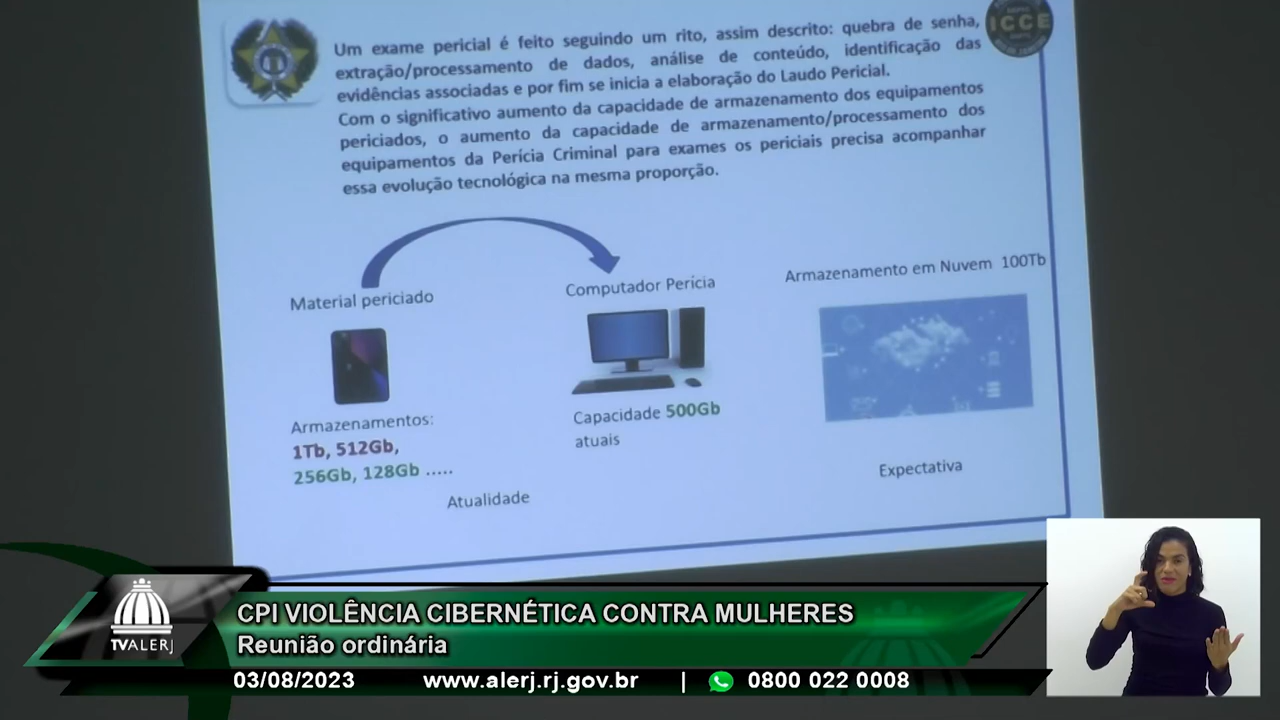 ICCE
Um exame pericial é feito seguindo um rito, assim descrito: quebra de senha,
extração/processamento de dados, análise de conteúdo, identificação das
evidências associadas e por fim se inicia a elaboração do Laudo Pericial.
Com o significativo aumento da capacidade de armazenamento dos equipamentos
periciados, o aumento da capacidade de armazenamento/processamento dos
equipamentos da Perícia Criminal para exames os periciais precisa acompanhar
essa evolução tecnológica na mesma proporção.
Material periciado
Computador Perícia
Armazenamento em Nuvem 100Tb
Armazenamentos:
1Tb, 512Gb,
256Gb, 128Gb .....
Capacidade 500Gb
atuais
Atualidade
Expectativa
TVALERJ
CPI VIOLÊNCIA CIBERNÉTICA CONTRA MULHERES
Reunião ordinária
03/08/2023 www.alerj.rj.gov.br | 0800 022 0008